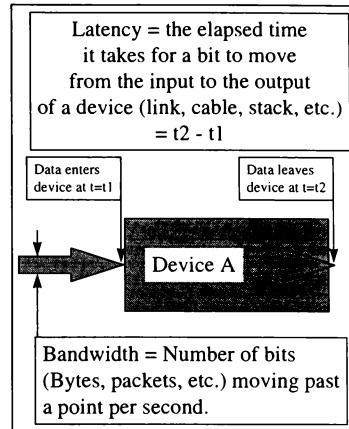 Latency = the elapsed time
it takes for a bit to move
from the input to the output
of a device (link, cable, stack, etc.)
= t2 - t1
Data enters
device at t=t1
Data leaves
device at t=t2
Device A
Bandwidth = Number of bits
(Bytes, packets, etc.) moving past
a point per second.